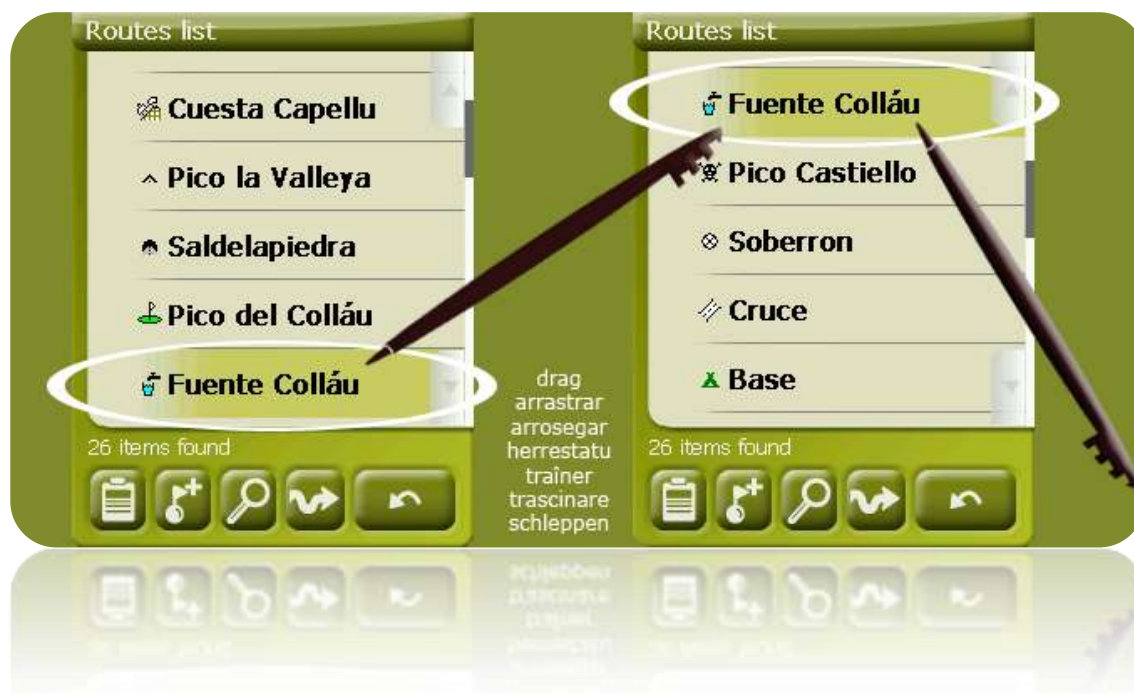 Routes list
Cuesta Capellu
Pico la Valleya
Saldelapiedra
Pico del Colláu
Fuente Colláu
26 items found
drag
arrastrar
arrosegar
herrestatu
traîner
trascinare
schleppen
Routes list
Fuente Colláu
Pico Castiello
Soberron
Cruce
Base
26 items found